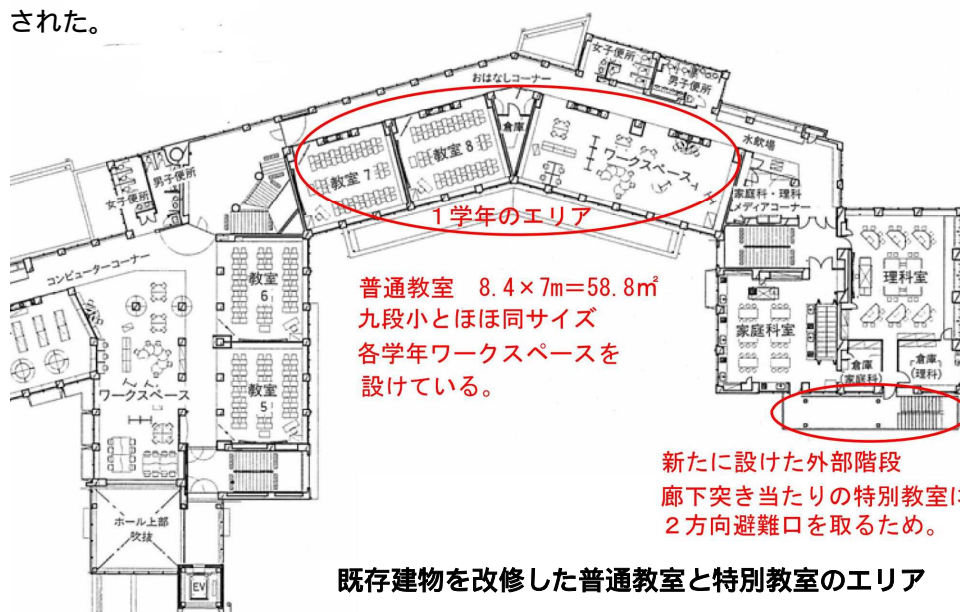 された。
女子便所
男子便所
おはなしコーナー
倉庫
水飲場
教室7
教室8
ワークスペース
家庭科・理科
メディアコーナー
女子便所
男子便所
1学年のエリア
コンピューターコーナー
教室
6
普通教室 8.4×7m=58.8㎡
九段小とほぼ同サイズ
各学年ワークスペースを
設けている。
理科室
家庭科室
ワークスペース
教室
5
倉庫
(家庭科)
倉庫
(理科)
新たに設けた外部階段
廊下突き当たりの特別教室に
2方向避難口を取るため。
ホール上部
吹抜
EV
既存建物を改修した普通教室と特別教室のエリア